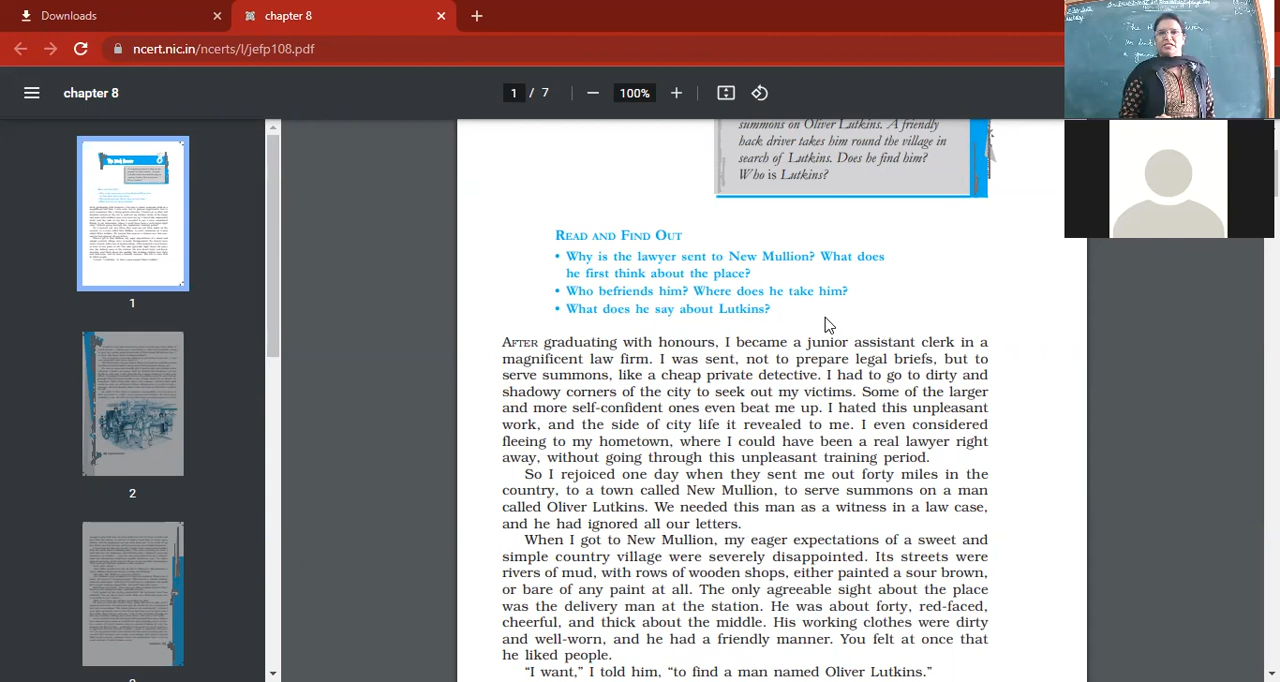 Downloads
chapter 8
ncert.nic.in/ncerts/l/jefp108.pdf
chapter 8
1 / 7
100%
1
2
summons on Oliver Lutkins. A friendly
hack driver takes him round the village in
search of Lutkins. Does he find him?
Who is Lutkins?
READ AND FIND OUT
• Why is the lawyer sent to New Mullion? What does
he first think about the place?
• Who befriends him? Where does he take him?
• What does he say about Lutkins?
AFTER graduating with honours, I became a junior assistant clerk in a
magnificent law firm. I was sent, not to prepare legal briefs, but to
serve summons, like a cheap private detective. I had to go to dirty and
shadowy corners of the city to seek out my victims. Some of the larger
and more self-confident ones even beat me up. I hated this unpleasant
work, and the side of city life it revealed to me. I even considered
fleeing to my hometown, where I could have been a real lawyer right
away, without going through this unpleasant training period.
So I rejoiced one day when they sent me out forty miles in the
country, to a town called New Mullion, to serve summons on a man
called Oliver Lutkins. We needed this man as a witness in a law case,
and he had ignored all our letters.
When I got to New Mullion, my eager expectations of a sweet and
simple country village were severely disappointed. Its streets were
rivers of mud, with rows of wooden shops, either painted a sour brown,
or bare of any paint at all. The only agreeable sight about the place
was the delivery man at the station. He was about forty, red-faced,
cheerful, and thick about the middle. His working clothes were dirty
and well-worn, and he had a friendly manner. You felt at once that
he liked people.
“I want,” I told him, “to find a man named Oliver Lutkins.”